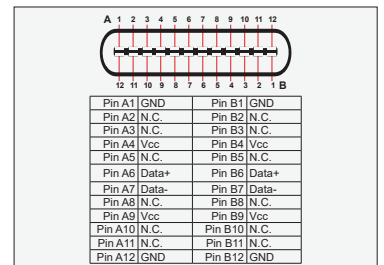 A 1 2 3 4 5 6 7 8 9 10 11 12
12 11 10 9 8 7 6 5 4 3 2 1 B
Pin A1 GND Pin B1 GND
Pin A2 N.C. Pin B2 N.C.
Pin A3 N.C. Pin B3 N.C.
Pin A4 Vcc Pin B4 Vcc
Pin A5 N.C. Pin B5 N.C.
Pin A6 Data+ Pin B6 Data+
Pin A7 Data- Pin B7 Data-
Pin A8 N.C. Pin B8 N.C.
Pin A9 Vcc Pin B9 Vcc
Pin A10 N.C. Pin B10 N.C.
Pin A11 N.C. Pin B11 N.C.
Pin A12 GND Pin B12 GND